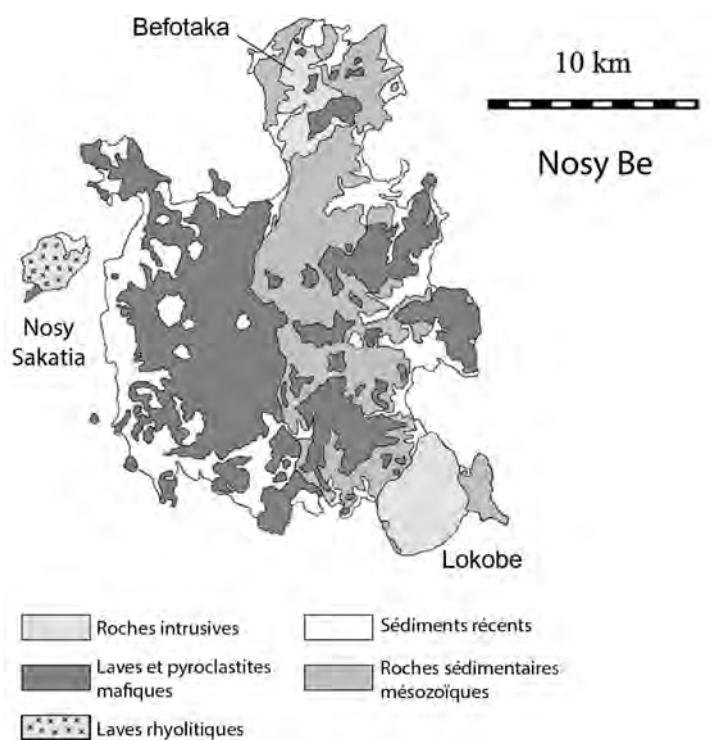 Befotaka
10 km
Nosy Be
Nosy
Sakatia
Lokobe
Roches intrusives
Sédiments récents
Laves et pyroclastites
mafiques
Roches sédimentaires
mésozoïques
Laves rhyolitiques